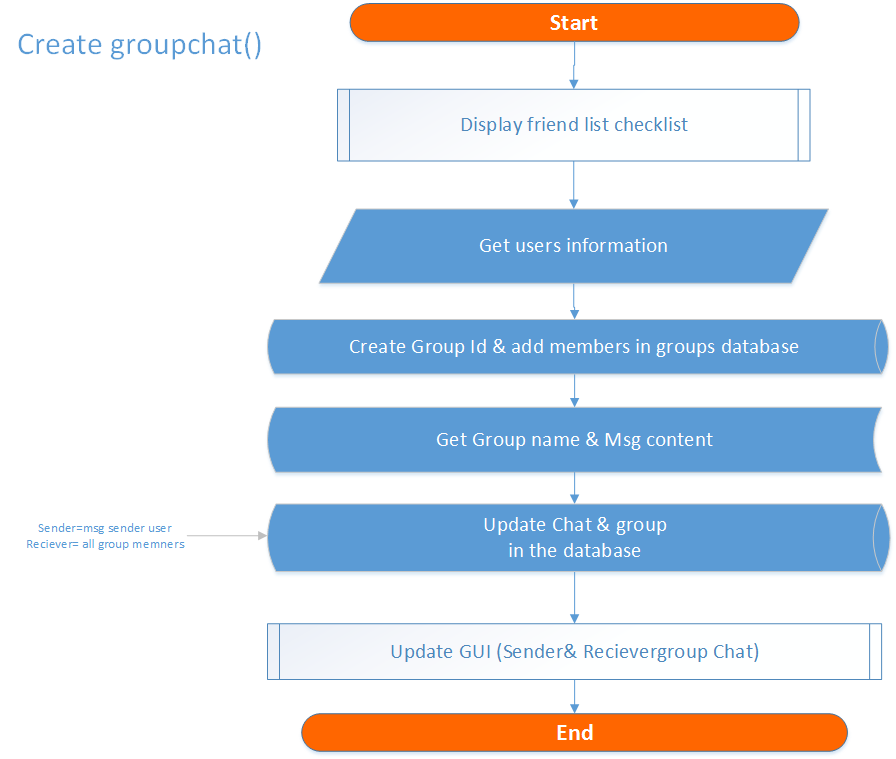 Create groupchat()
Start
Display friend list checklist
Get users information
Create Group Id & add members in groups database
Get Group name & Msg content
Sender=msg sender user
Reciever= all group memners
Update Chat & group
in the database
Update GUI (Sender& Recievergroup Chat)
End